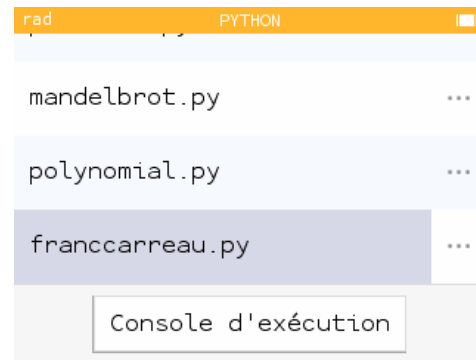 rad PYTHON
mandelbrot.py
polynomial.py
franccarreau.py
Console d'exécution